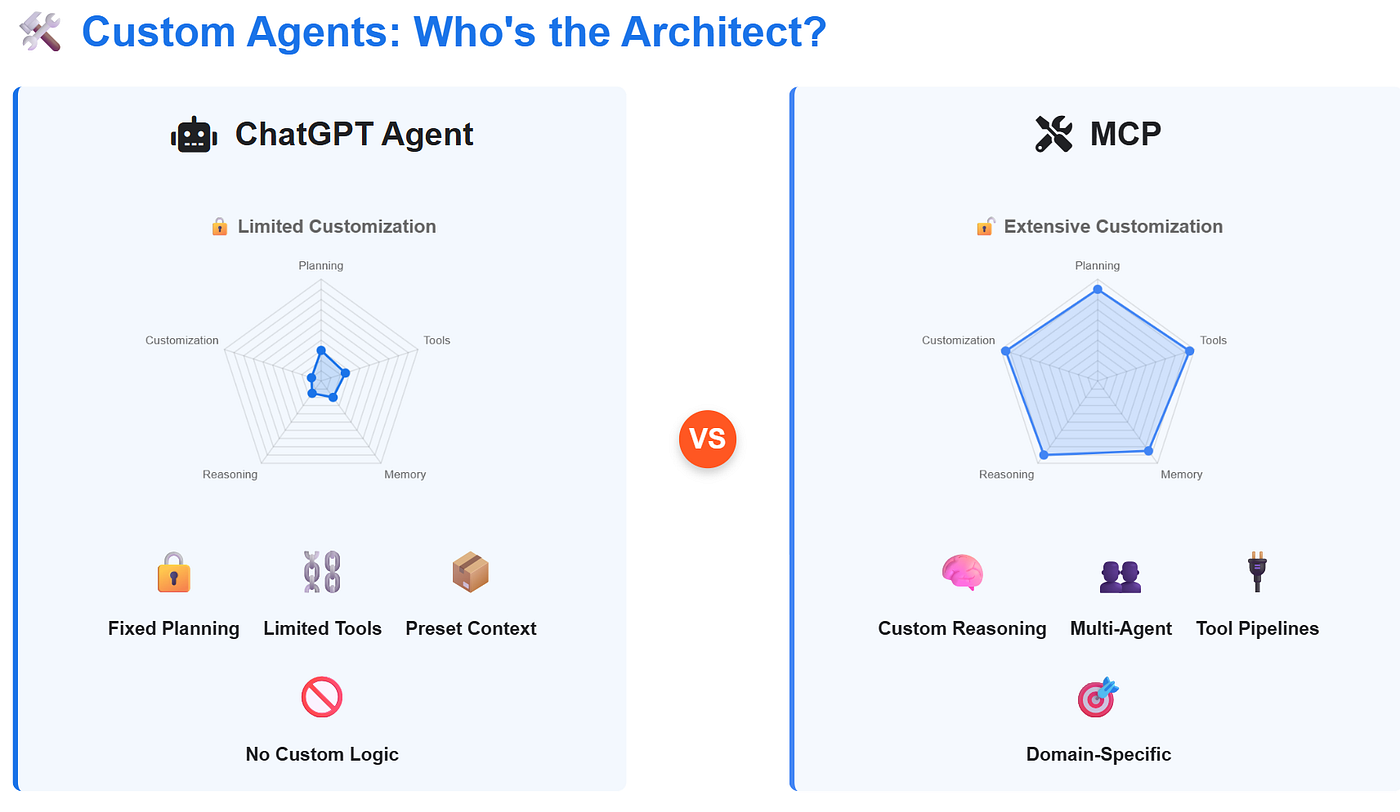 Custom Agents: Who's the Architect?
ChatGPT Agent
Limited Customization
Planning
Customization
Tools
Reasoning
Memory
Fixed Planning
Limited Tools
Preset Context
No Custom Logic
VS
MCP
Extensive Customization
Planning
Customization
Tools
Reasoning
Memory
Custom Reasoning
Multi-Agent
Tool Pipelines
Domain-Specific